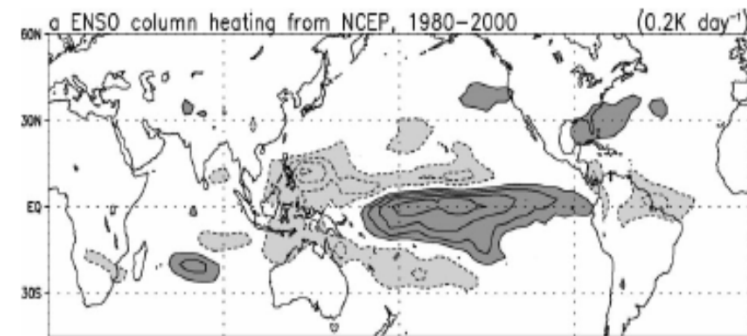 a ENSO column heating from NCEP, 1980-2000 (0.2K day⁻¹)
60N
30N
EQ
30S